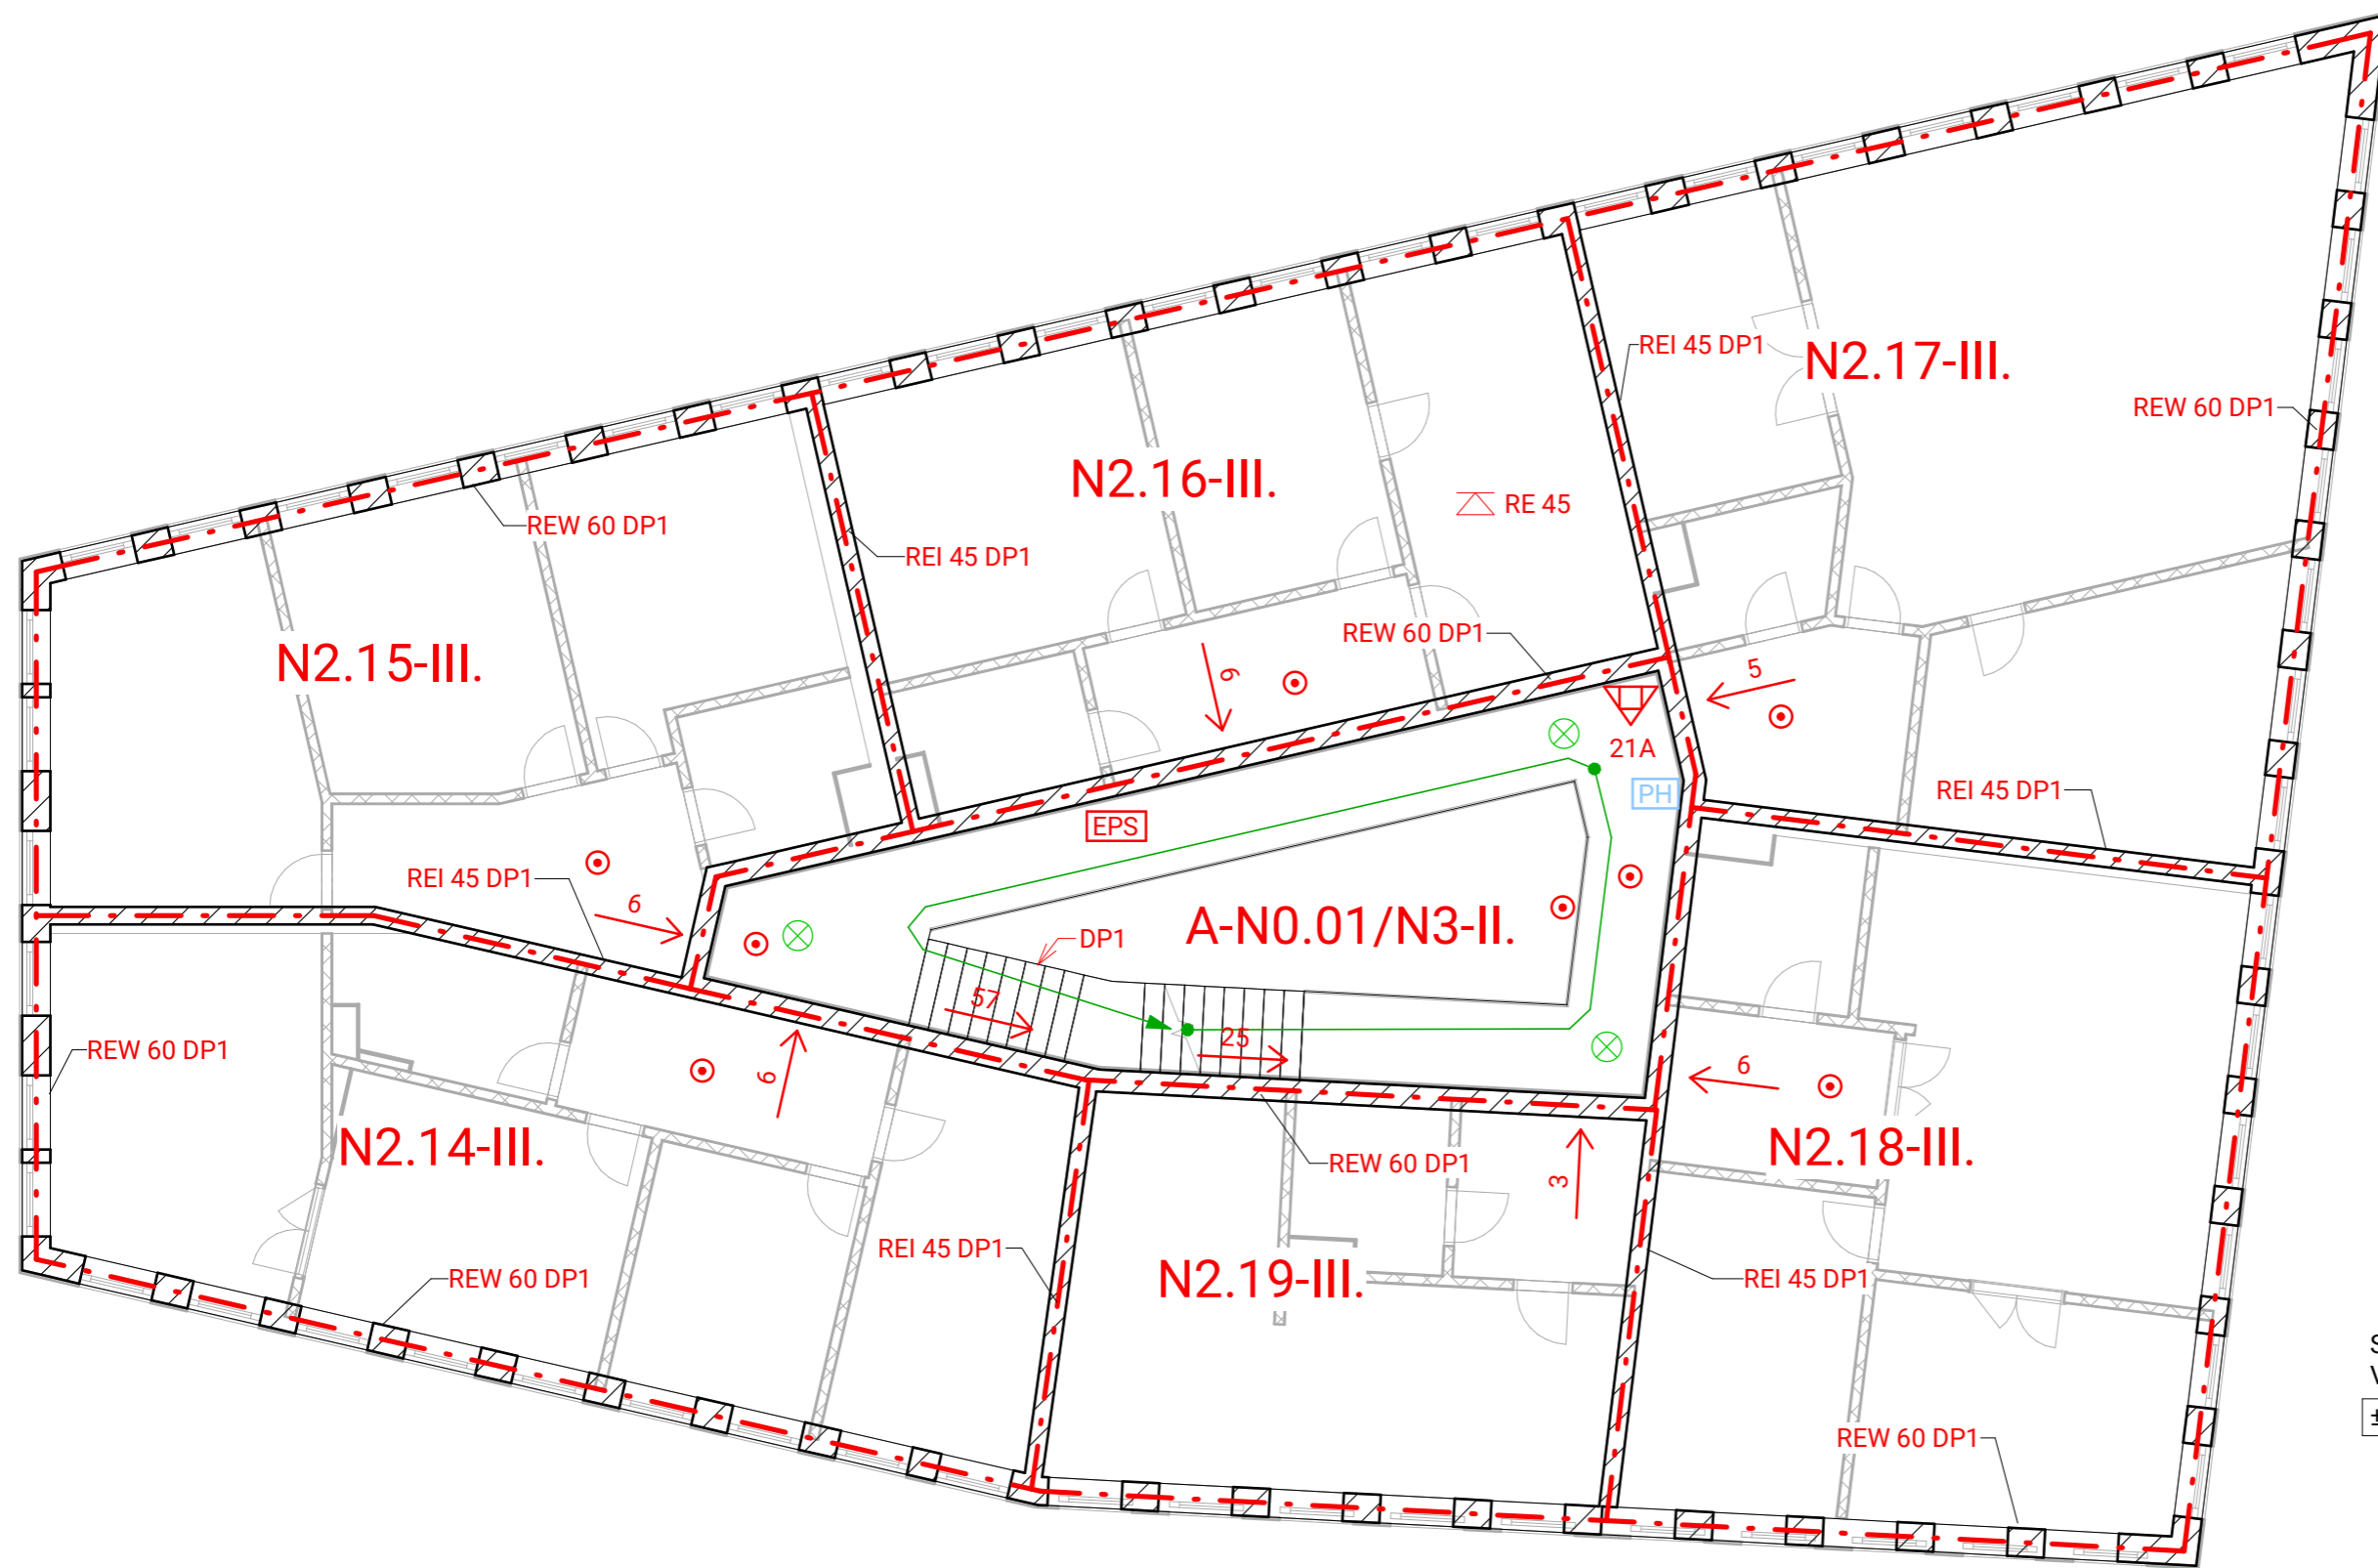 REI 45 DP1
N2.17-III.
REW 60 DP1
N2.16-III.
RE 45
REW 60 DP1
REI 45 DP1
REW 60 DP1
N2.15-III.
6
5
21A
PH
REI 45 DP1
EPS
REI 45 DP1
6
A-N0.01/N3-II.
DP1
57
25
REW 60 DP1
6
6
N2.14-III.
REW 60 DP1
3
N2.18-III.
REI 45 DP1
N2.19-III.
REI 45 DP1
REW 60 DP1
REW 60 DP1